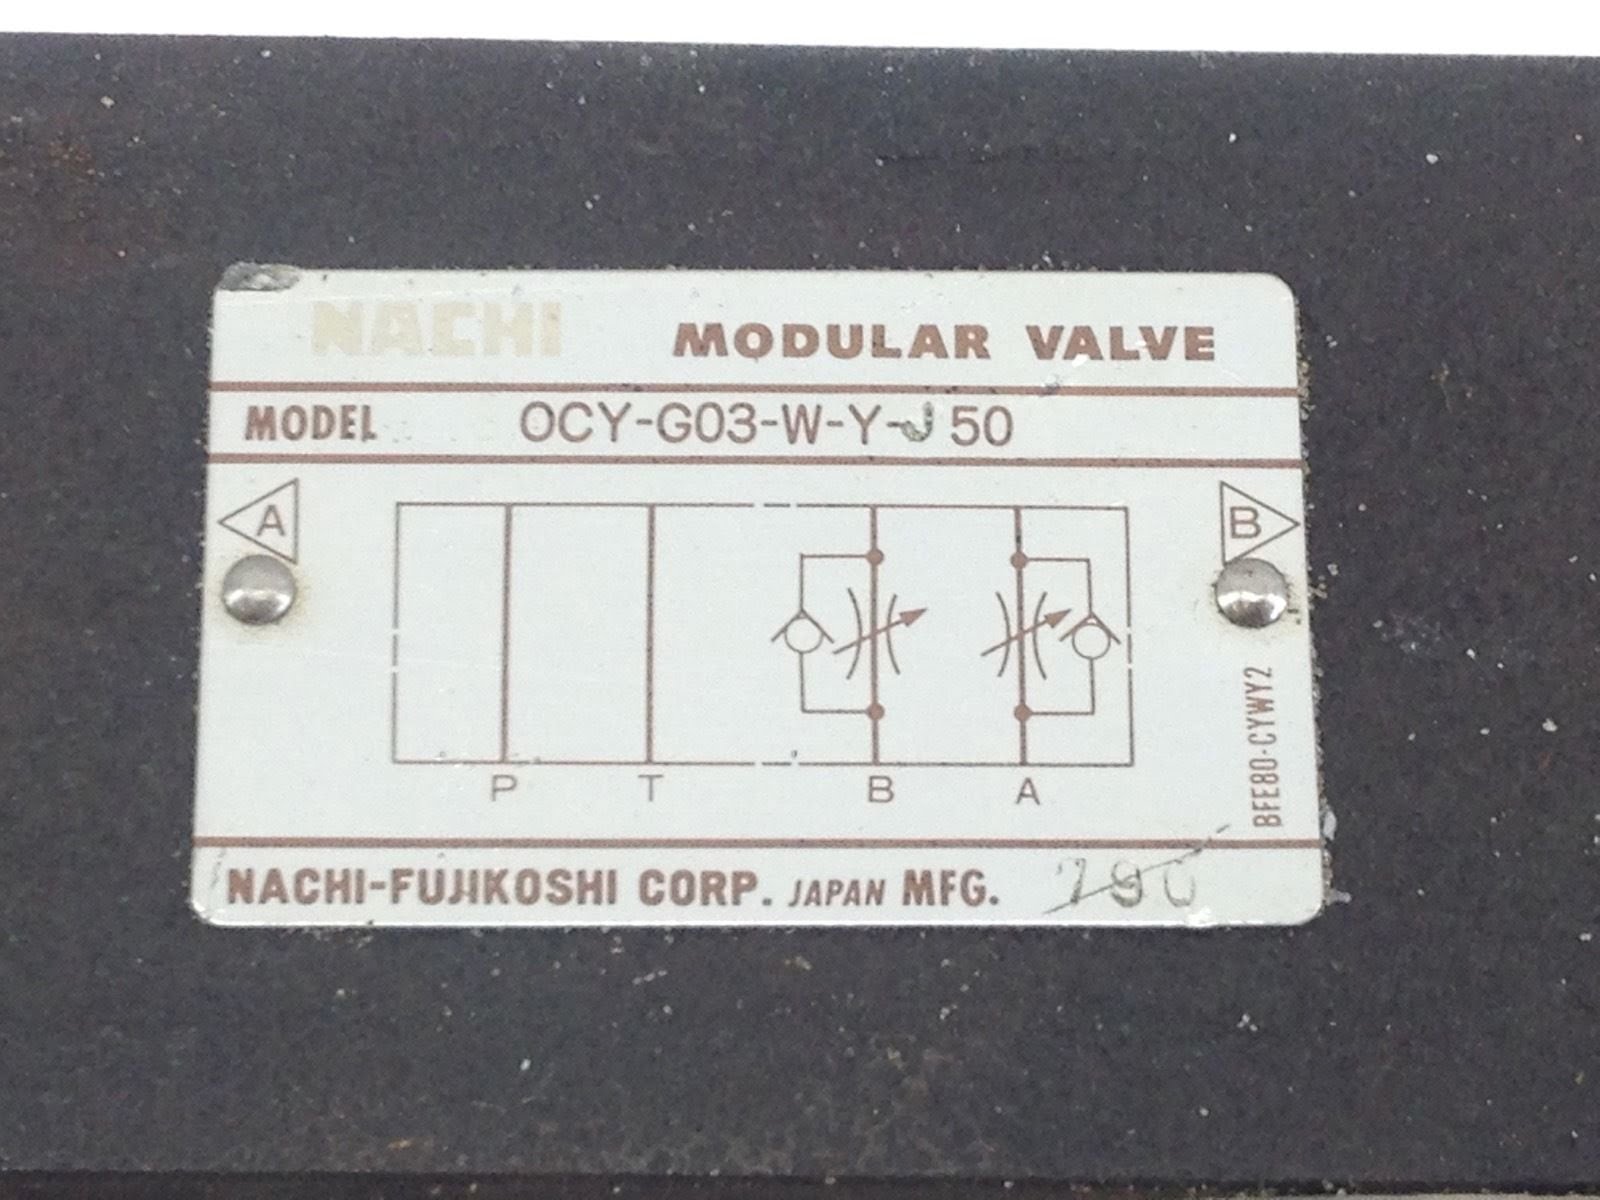 NACHI MODULAR VALVE
MODEL OCY-G03-W-Y-J50
A
B
P T B A
BFE80-CYWY2
NACHI-FUJIKOSHI CORP. JAPAN MFG.